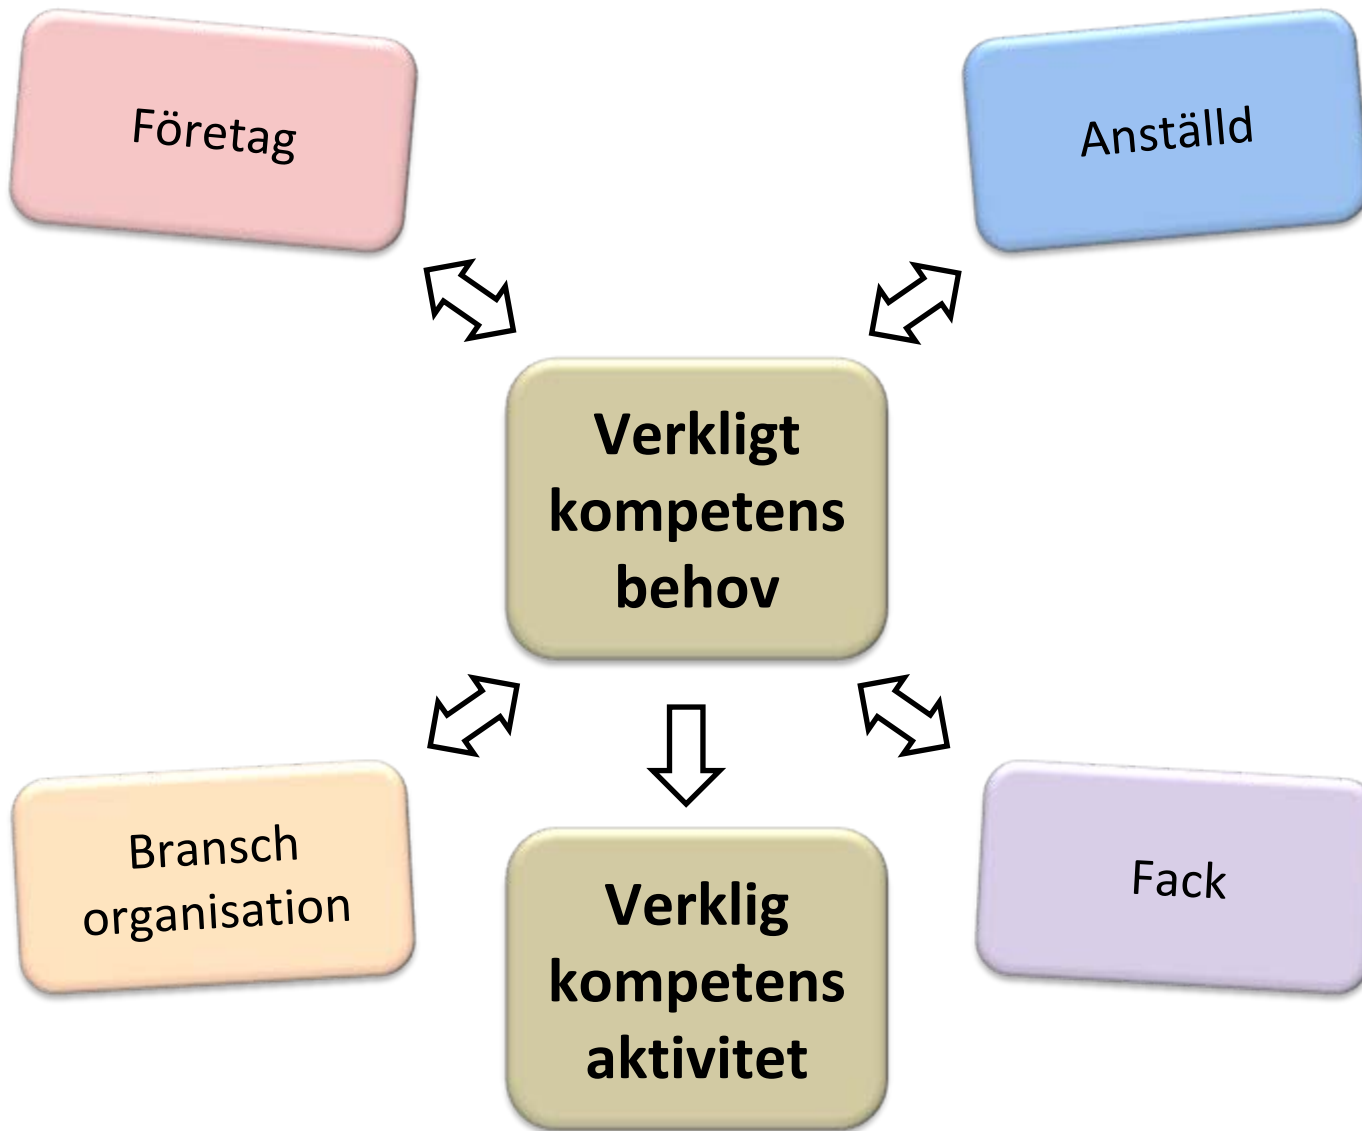 Företag
Anställd
Verkligt
kompetens
behov
Bransch
organisation
Fack
Verklig
kompetens
aktivitet